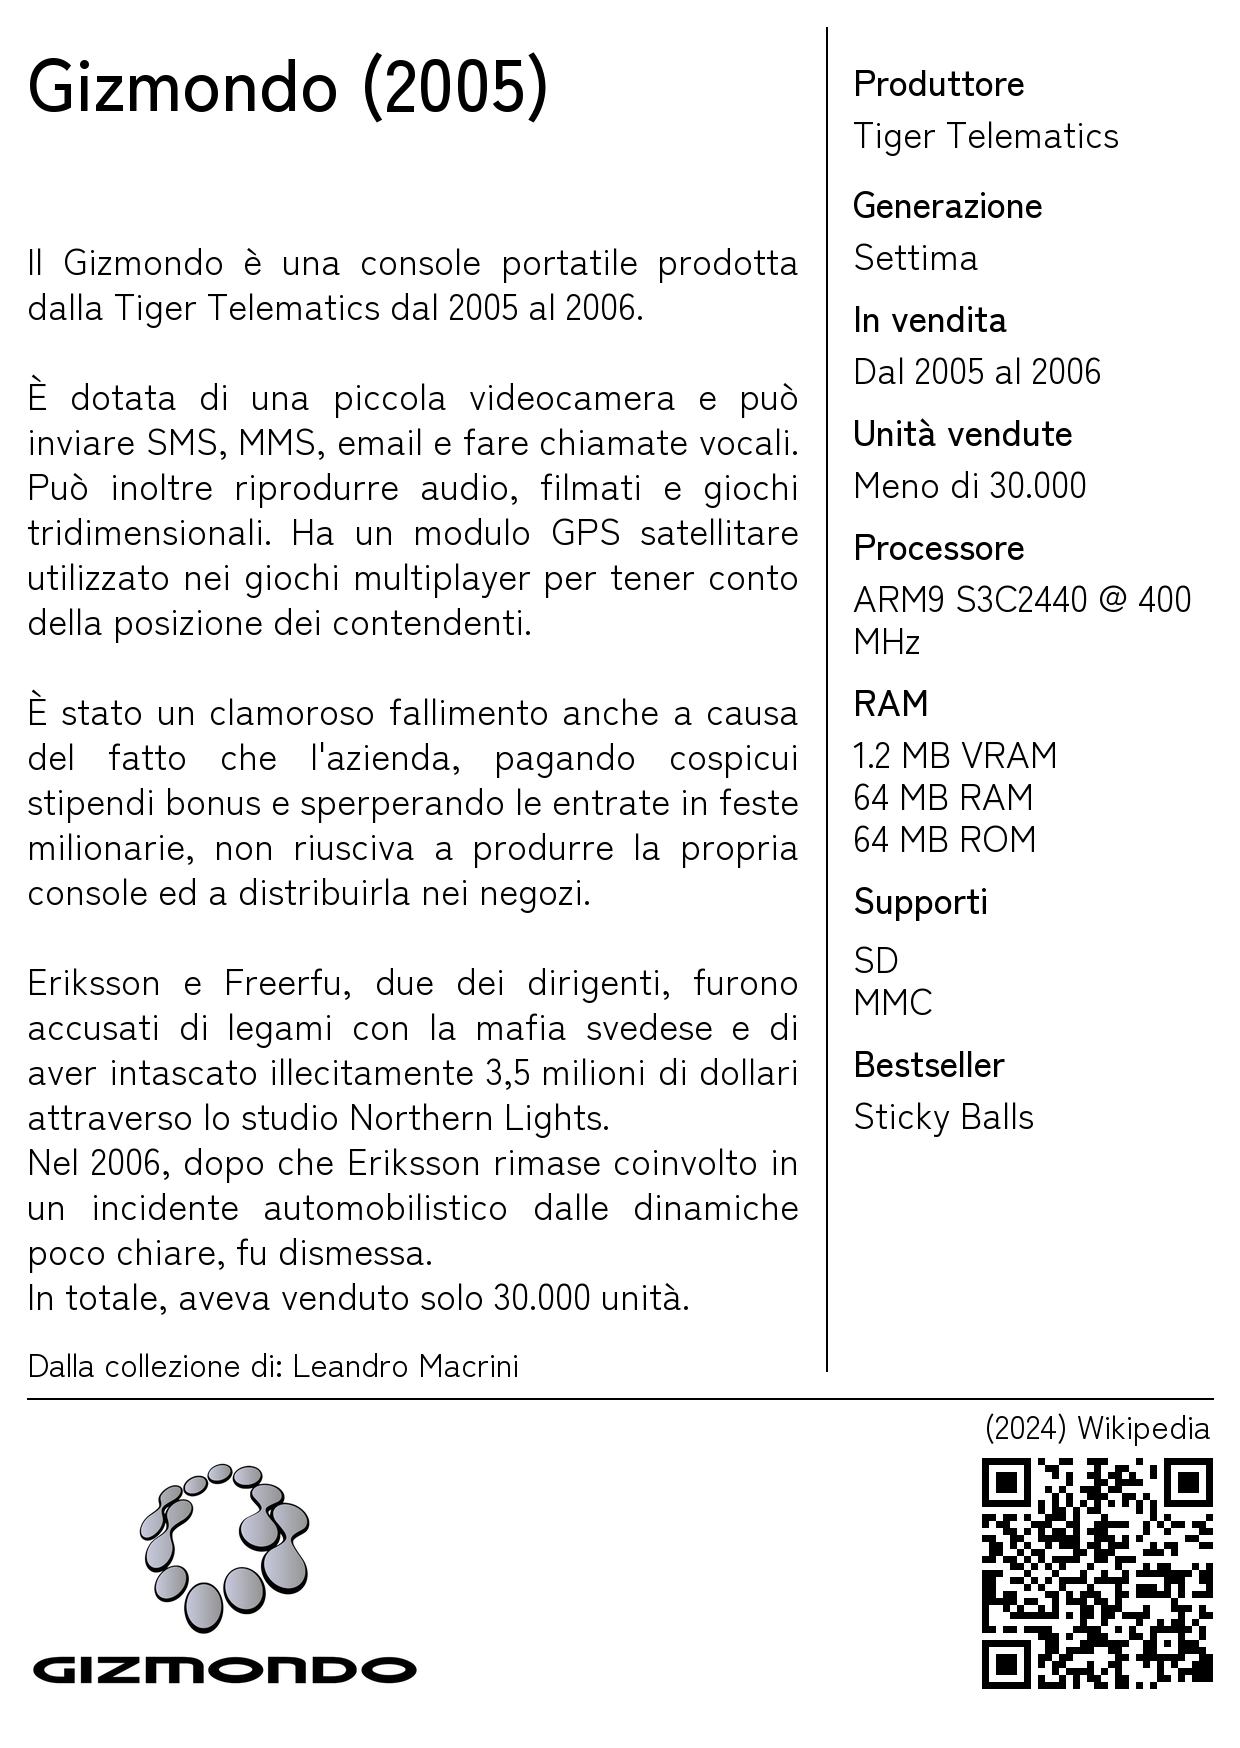 Gizmondo (2005)
Il Gizmondo è una console portatile prodotta
dalla Tiger Telematics dal 2005 al 2006.
È dotata di una piccola videocamera e può
inviare SMS, MMS, email e fare chiamate vocali.
Può inoltre riprodurre audio, filmati e giochi
tridimensionali. Ha un modulo GPS satellitare
utilizzato nei giochi multiplayer per tener conto
della posizione dei contendenti.
È stato un clamoroso fallimento anche a causa
del fatto che l'azienda, pagando cospicui
stipendi bonus e sperperando le entrate in feste
milionarie, non riusciva a produrre la propria
console ed a distribuirla nei negozi.
Eriksson e Freerfu, due dei dirigenti, furono
accusati di legami con la mafia svedese e di
aver intascato illecitamente 3,5 milioni di dollari
attraverso lo studio Northern Lights.
Nel 2006, dopo che Eriksson rimase coinvolto in
un incidente automobilistico dalle dinamiche
poco chiare, fu dismessa.
In totale, aveva venduto solo 30.000 unità.
Dalla collezione di: Leandro Macrini
Produttore
Tiger Telematics
Generazione
Settima
In vendita
Dal 2005 al 2006
Unità vendute
Meno di 30.000
Processore
ARM9 S3C2440 @ 400
MHz
RAM
1.2 MB VRAM
64 MB RAM
64 MB ROM
Supporti
SD
MMC
Bestseller
Sticky Balls
(2024) Wikipedia
GIZMONDO